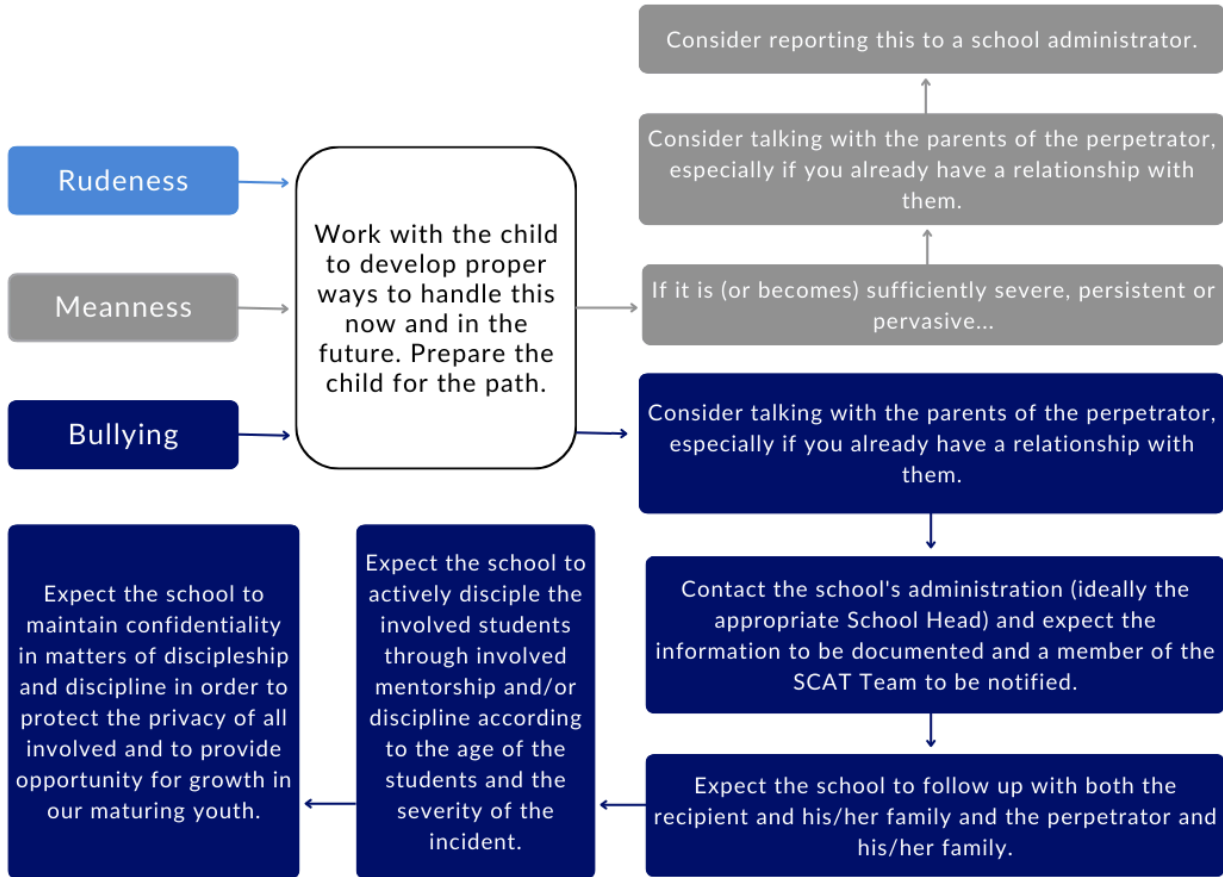 Rudeness
Meanness
Bullying
Work with the child
to develop proper
ways to handle this
now and in the
future. Prepare the
child for the path.
Consider reporting this to a school administrator.
Consider talking with the parents of the perpetrator,
especially if you already have a relationship with
them.
If it is (or becomes) sufficiently severe, persistent or
pervasive...
Consider talking with the parents of the perpetrator,
especially if you already have a relationship with
them.
Contact the school's administration (ideally the
appropriate School Head) and expect the
information to be documented and a member of the
SCAT Team to be notified.
Expect the school to follow up with both the
recipient and his/her family and the perpetrator and
his/her family.
Expect the school to
actively disciple the
involved students
through involved
mentorship and/or
discipline according
to the age of the
students and the
severity of the
incident.
Expect the school to
maintain confidentiality
in matters of discipleship
and discipline in order to
protect the privacy of all
involved and to provide
opportunity for growth in
our maturing youth.